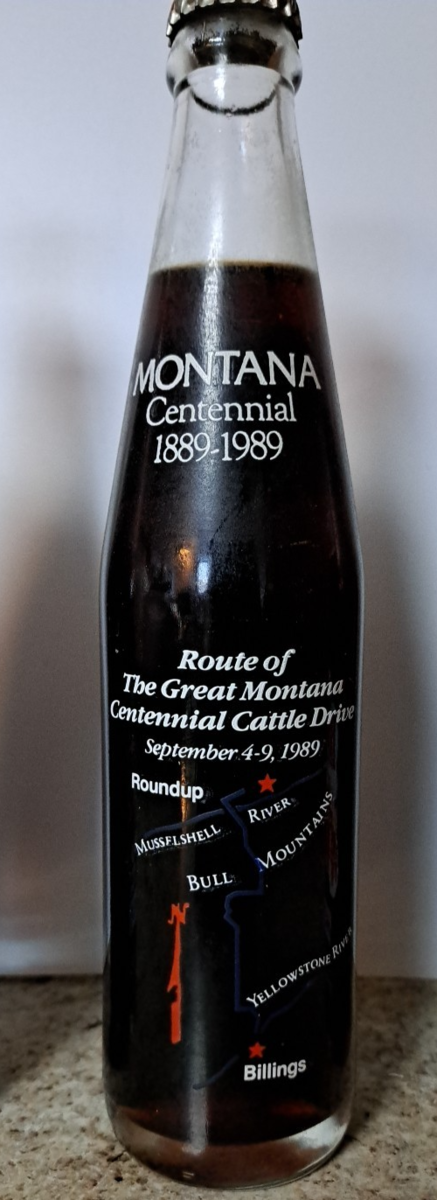 MONTANA
Centennial
1889-1989
Route of
The Great Montana
Centennial Cattle Drive
September 4-9, 1989
Roundup
MUSSELSHELL RIVER
BULL MOUNTAINS
N
YELLOWSTONE RIVER
Billings